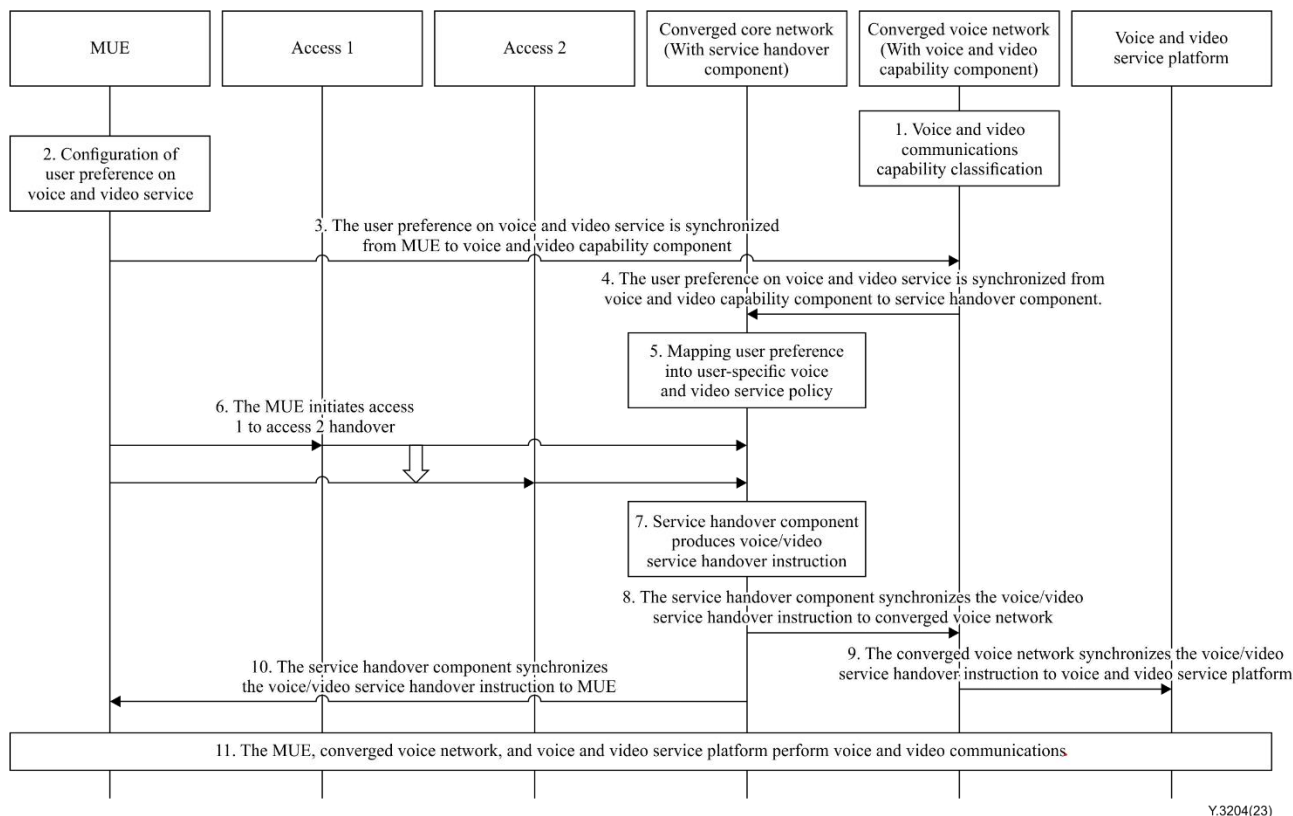 MUE
Access 1
Access 2
Converged core network
(With service handover
component)
Converged voice network
(With voice and video
capability component)
Voice and video
service platform
1. Voice and video
communications
capability classification
2. Configuration of
user preference on
voice and video service
3. The user preference on voice and video service is synchronized
from MUE to voice and video capability component
4. The user preference on voice and video service is synchronized from
voice and video capability component to service handover component.
5. Mapping user preference
into user-specific voice
and video service policy
6. The MUE initiates access
1 to access 2 handover
7. Service handover component
produces voice/video
service handover instruction
8. The service handover component synchronizes the voice/video
service handover instruction to converged voice network
9. The converged voice network synchronizes the voice/video
service handover instruction to voice and video service platform
10. The service handover component synchronizes
the voice/video service handover instruction to MUE
11. The MUE, converged voice network, and voice and video service platform perform voice and video communications.
Y.3204(23)